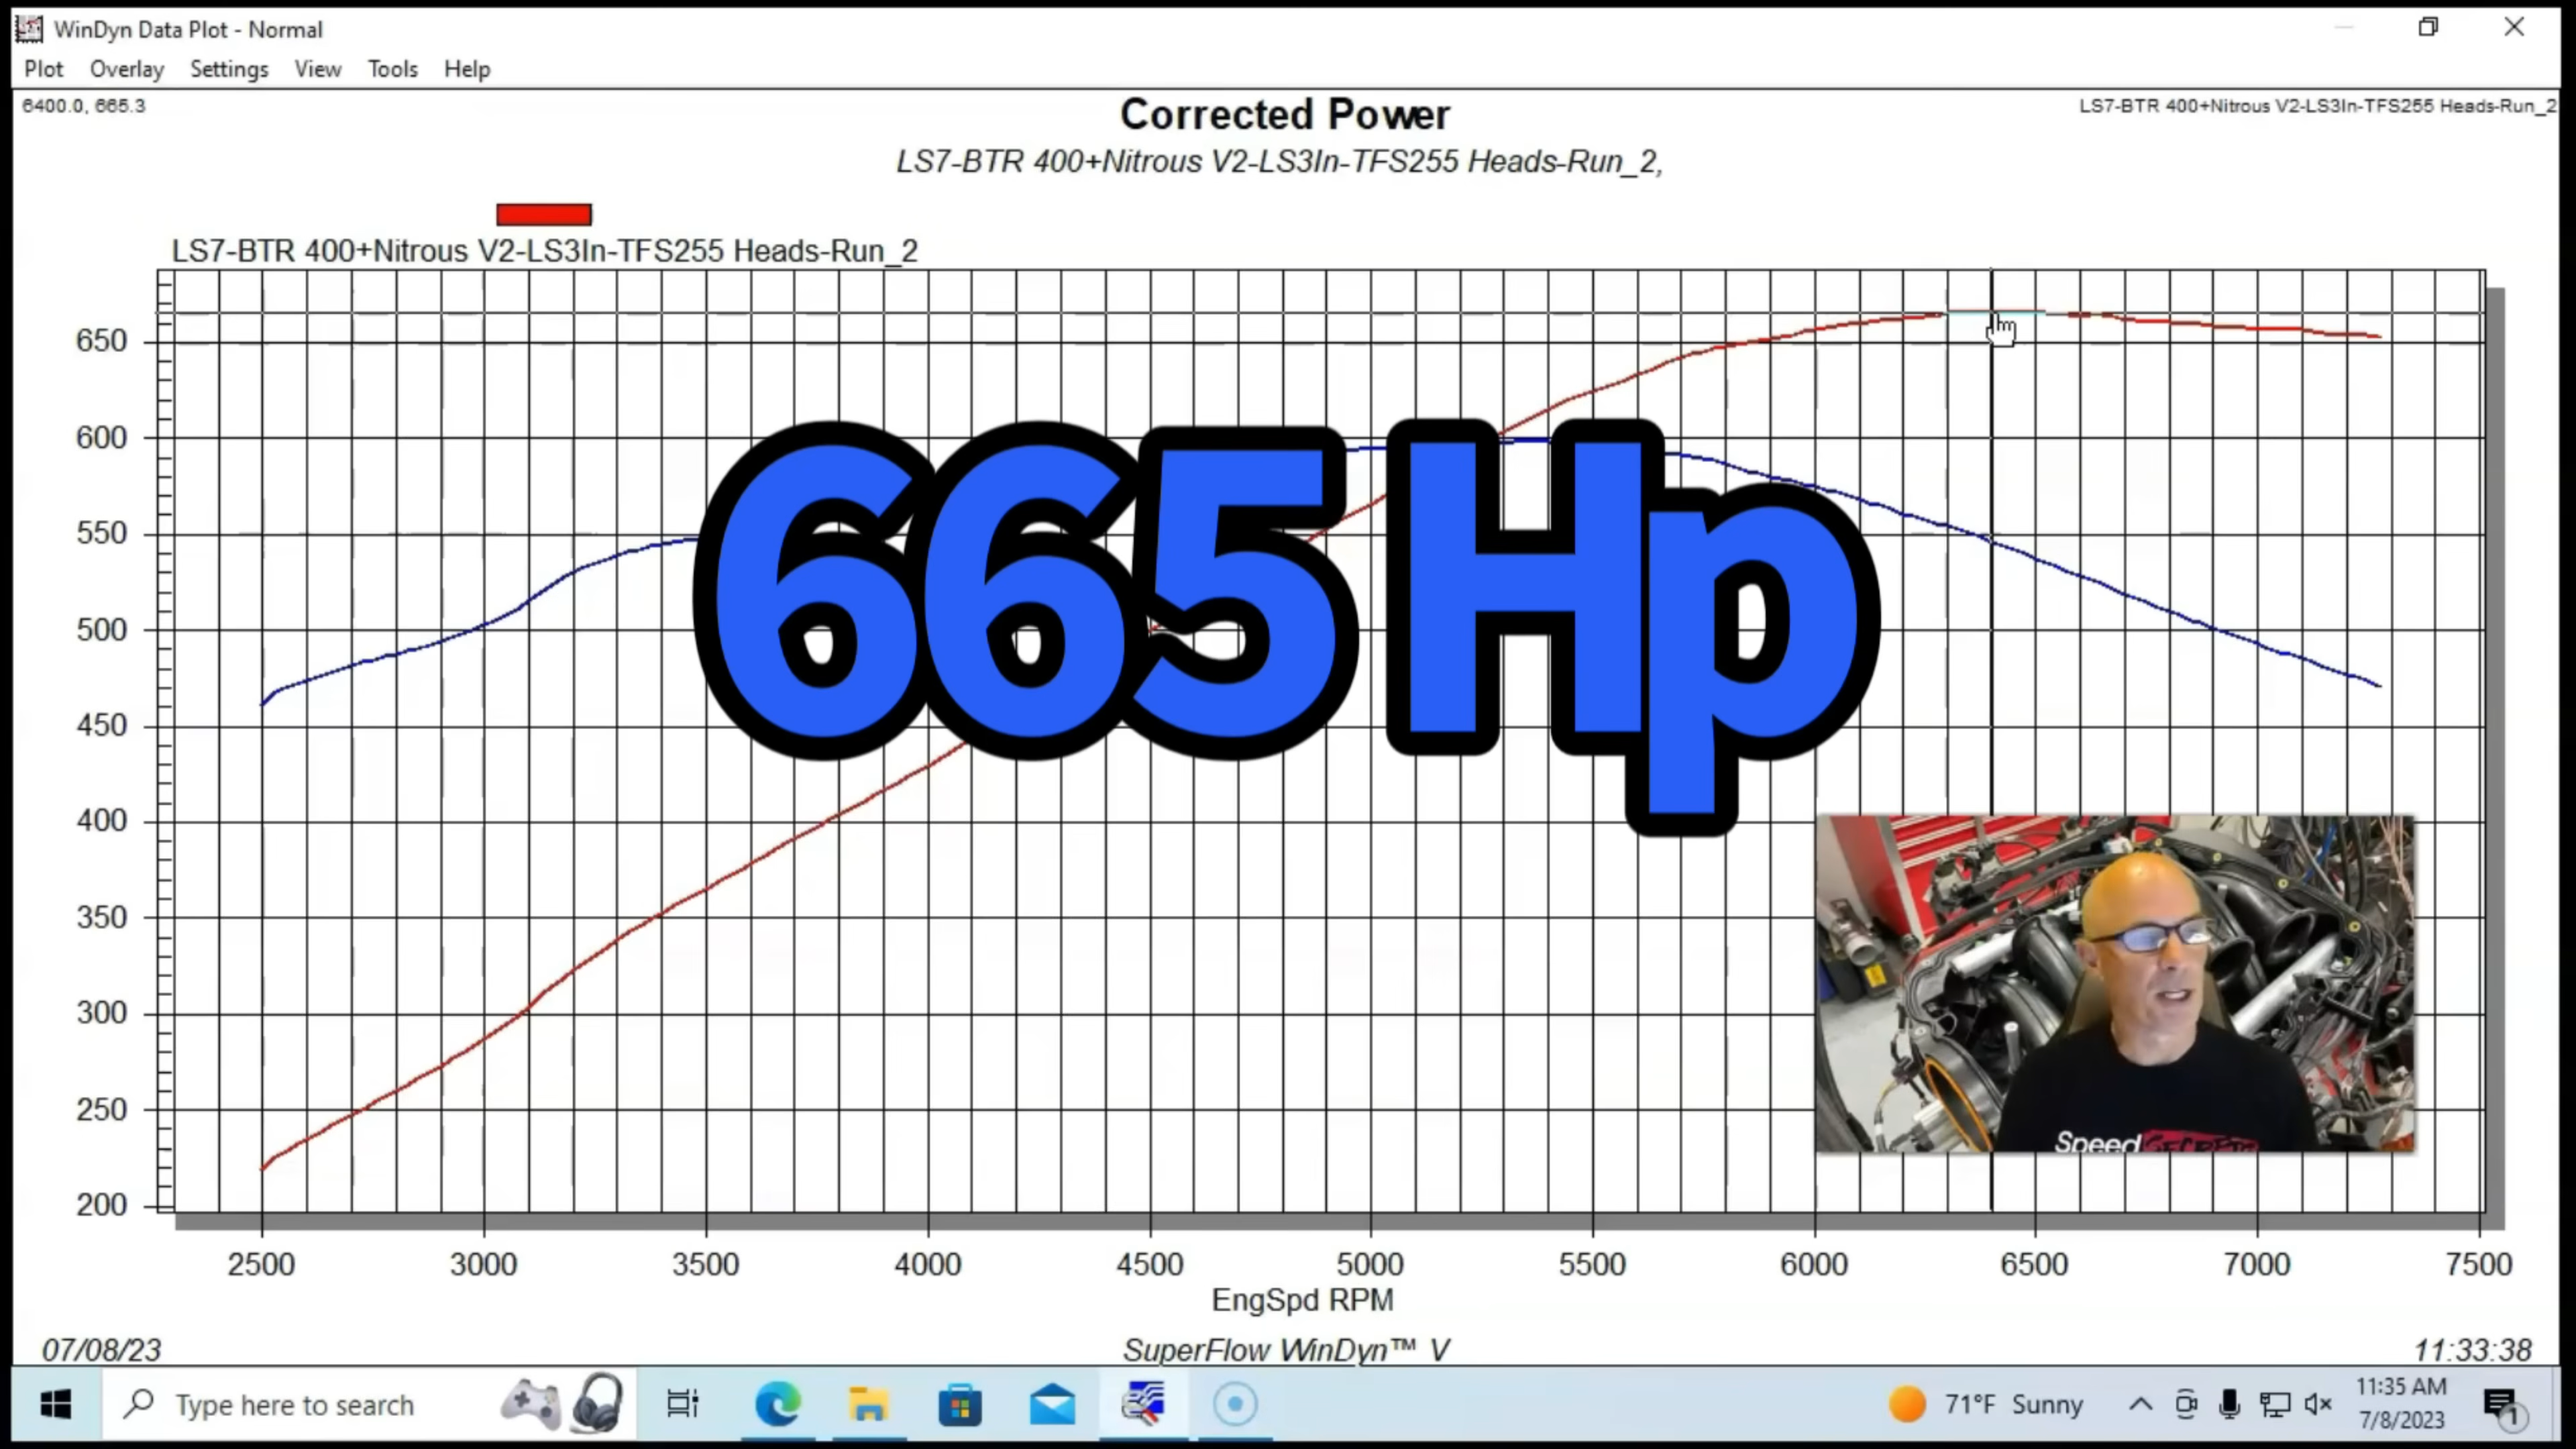 WinDyn Data Plot - Normal
Plot Overlay Settings View Tools Help
6400.0, 665.3
Corrected Power
LS7-BTR 400+Nitrous V2-LS3In-TFS255 Heads-Run_2
LS7-BTR 400+Nitrous V2-LS3In-TFS255 Heads-Run_2,
LS7-BTR 400+Nitrous V2-LS3In-TFS255 Heads-Run_2
650
600
550
500
450
400
350
300
250
200
665 Hp
Speed SECRETS
2500 3000 3500 4000 4500 5000 5500 6000 6500 7000 7500
EngSpd RPM
07/08/23
SuperFlow WinDyn™ V
11:33:38
Type here to search
71°F Sunny
11:35 AM
7/8/2023
1